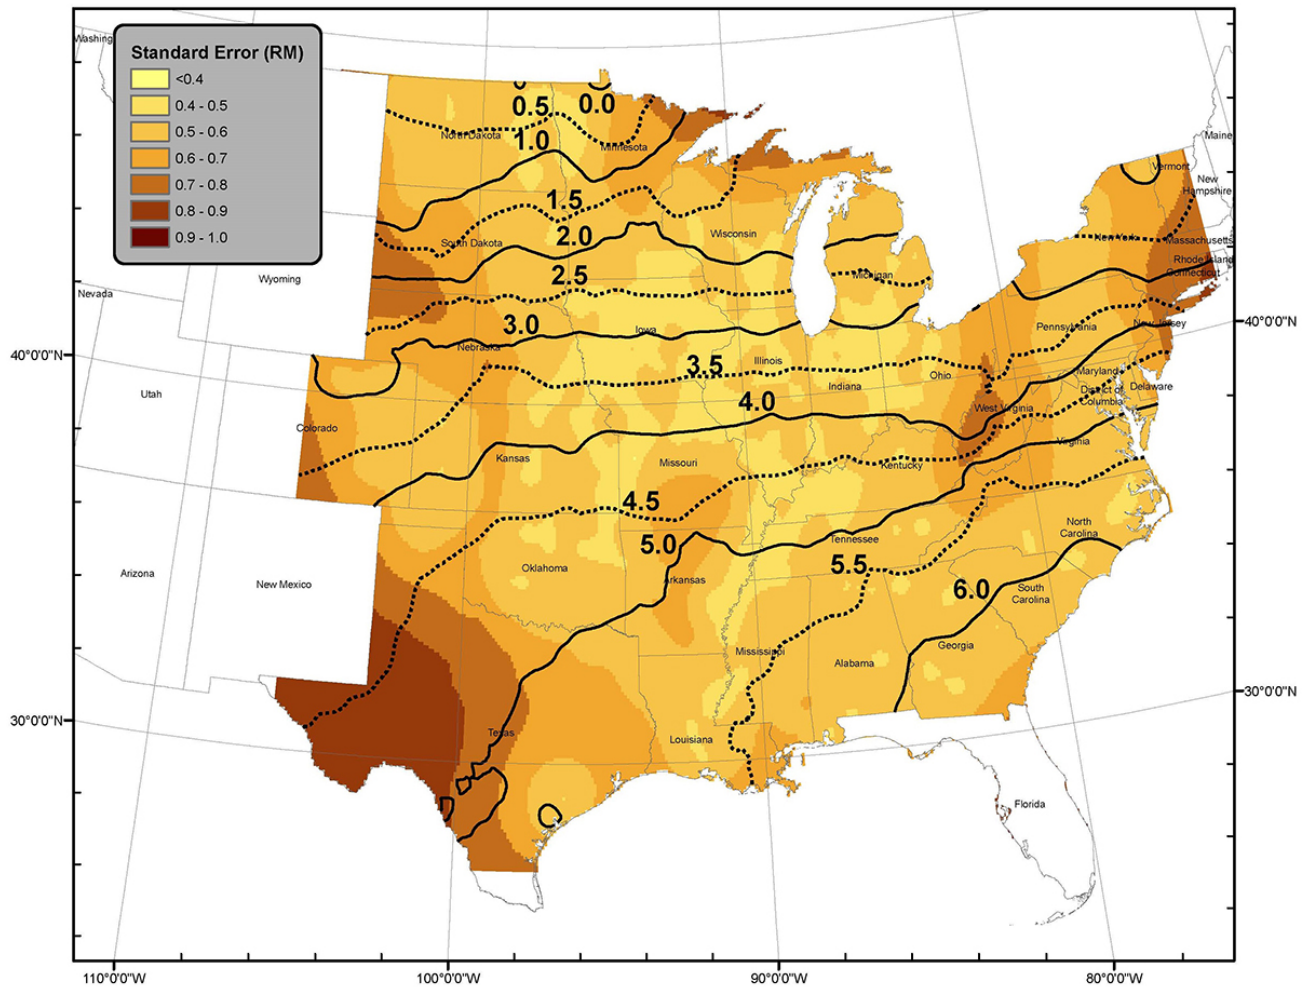 Washing
Standard Error (RM)
<0.4
0.4 - 0.5
0.5 - 0.6
0.6 - 0.7
0.7 - 0.8
0.8 - 0.9
0.9 - 1.0
0.5
0.0
North Dakota
1.0
Minnesota
Maine
Vermont
New
Hampshire
1.5
2.0
South Dakota
Wisconsin
New York
Massachusetts
Rhode Island
Connecticut
Wyoming
2.5
Michigan
Nevada
3.0
Iowa
Pennsylvania
New Jersey
40°0'0"N
40°0'0"N
Nebraska
3.5
Illinois
Indiana
Ohio
Maryland
Delaware
District of
Columbia
Utah
4.0
West Virginia
Colorado
Virginia
Kansas
Missouri
Kentucky
4.5
North
Carolina
5.0
Tennessee
5.5
Oklahoma
Arizona
New Mexico
Arkansas
6.0
South
Carolina
Mississippi
Alabama
Georgia
30°0'0"N
30°0'0"N
Texas
Louisiana
Florida
110°0'0"W
100°0'0"W
90°0'0"W
80°0'0"W